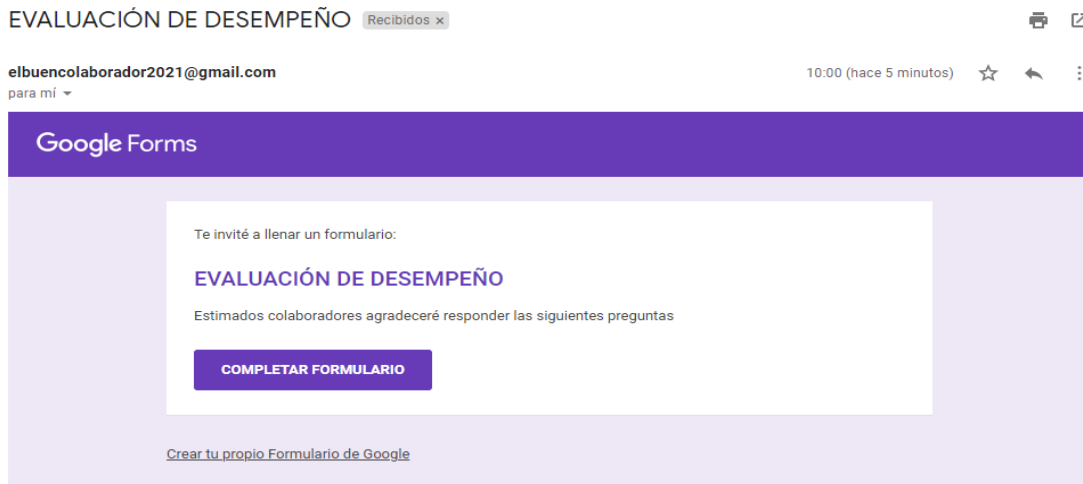 EVALUACIÓN DE DESEMPEÑO Recibidos x
elbuencolaborador2021@gmail.com 10:00 (hace 5 minutos)
para mí
Google Forms
Te invité a llenar un formulario:
EVALUACIÓN DE DESEMPEÑO
Estimados colaboradores agradeceré responder las siguientes preguntas
COMPLETAR FORMULARIO
Crear tu propio Formulario de Google